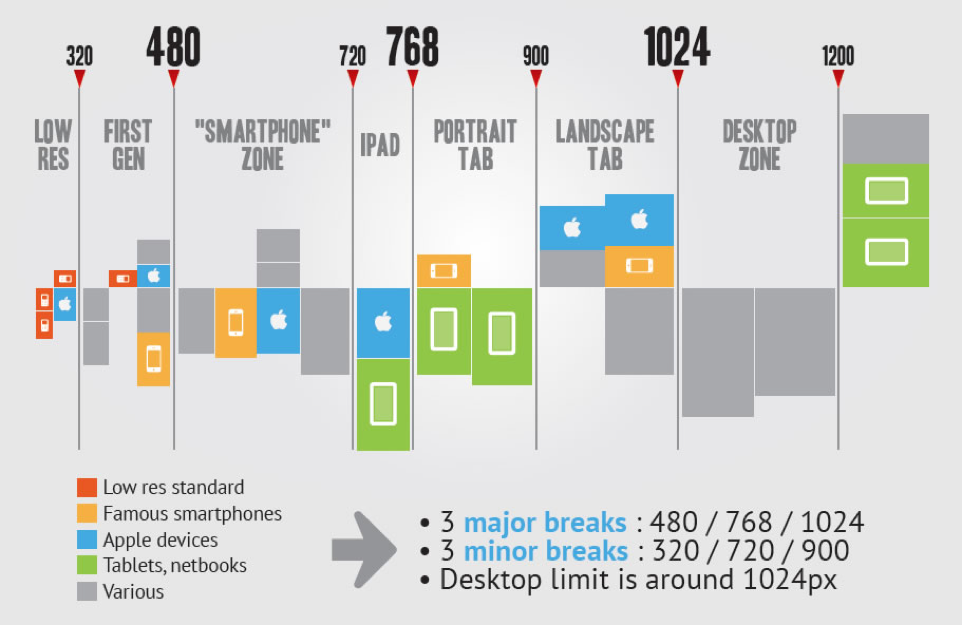 320
480
720
768
900
1024
1200
LOW
RES
FIRST
GEN
"SMARTPHONE"
ZONE
IPAD
PORTRAIT
TAB
LANDSCAPE
TAB
DESKTOP
ZONE
Low res standard
Famous smartphones
Apple devices
Tablets, netbooks
Various
• 3 major breaks : 480 / 768 / 1024
• 3 minor breaks : 320 / 720 / 900
• Desktop limit is around 1024px